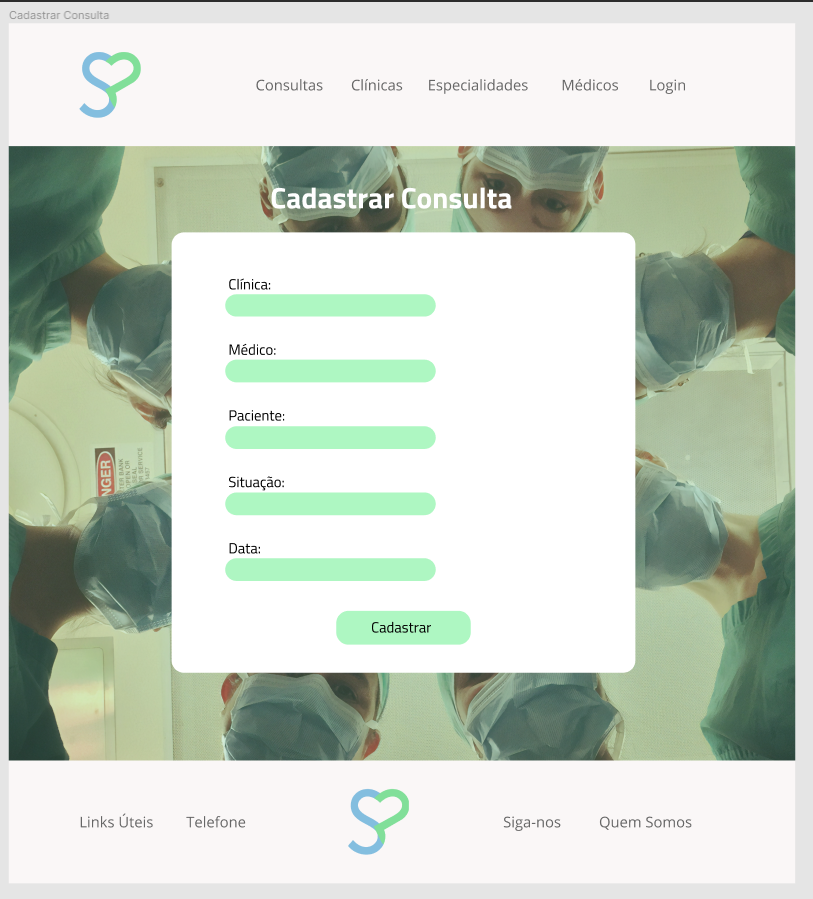 Cadastrar Consulta
Consultas Clínicas Especialidades Médicos Login
Cadastrar Consulta
Clínica:
Médico:
Paciente:
Situação:
Data:
Cadastrar
Links Úteis Telefone Siga-nos Quem Somos